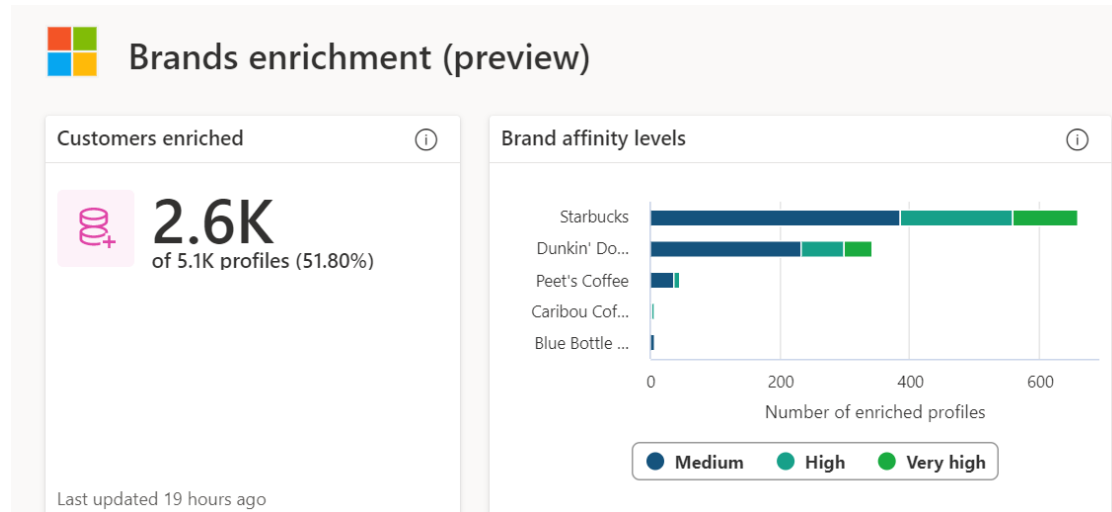 Brands enrichment (preview)
Customers enriched
2.6K
of 5.1K profiles (51.80%)
Last updated 19 hours ago
Brand affinity levels
Starbucks
Dunkin' Do...
Peet's Coffee
Caribou Cof...
Blue Bottle ...
0 200 400 600
Number of enriched profiles
Medium High Very high